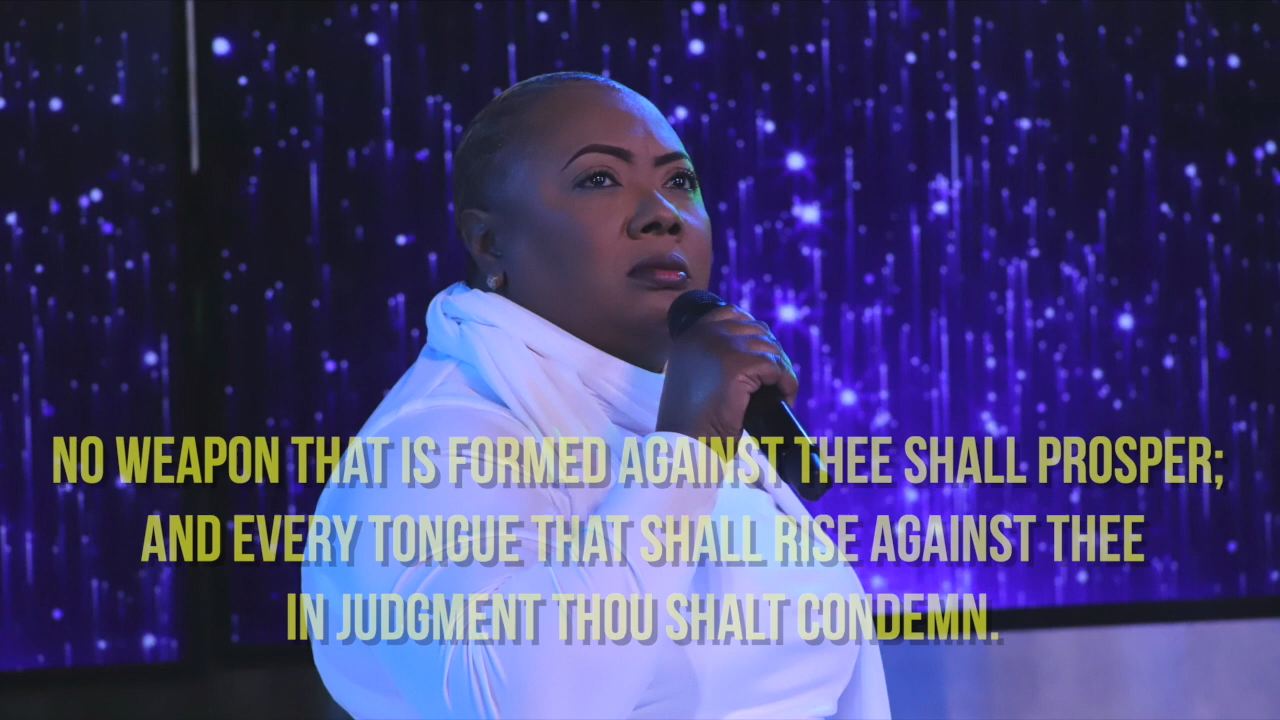 NO WEAPON THAT IS FORMED AGAINST THEE SHALL PROSPER;
AND EVERY TONGUE THAT SHALL RISE AGAINST THEE
IN JUDGMENT THOU SHALT CONDEMN.